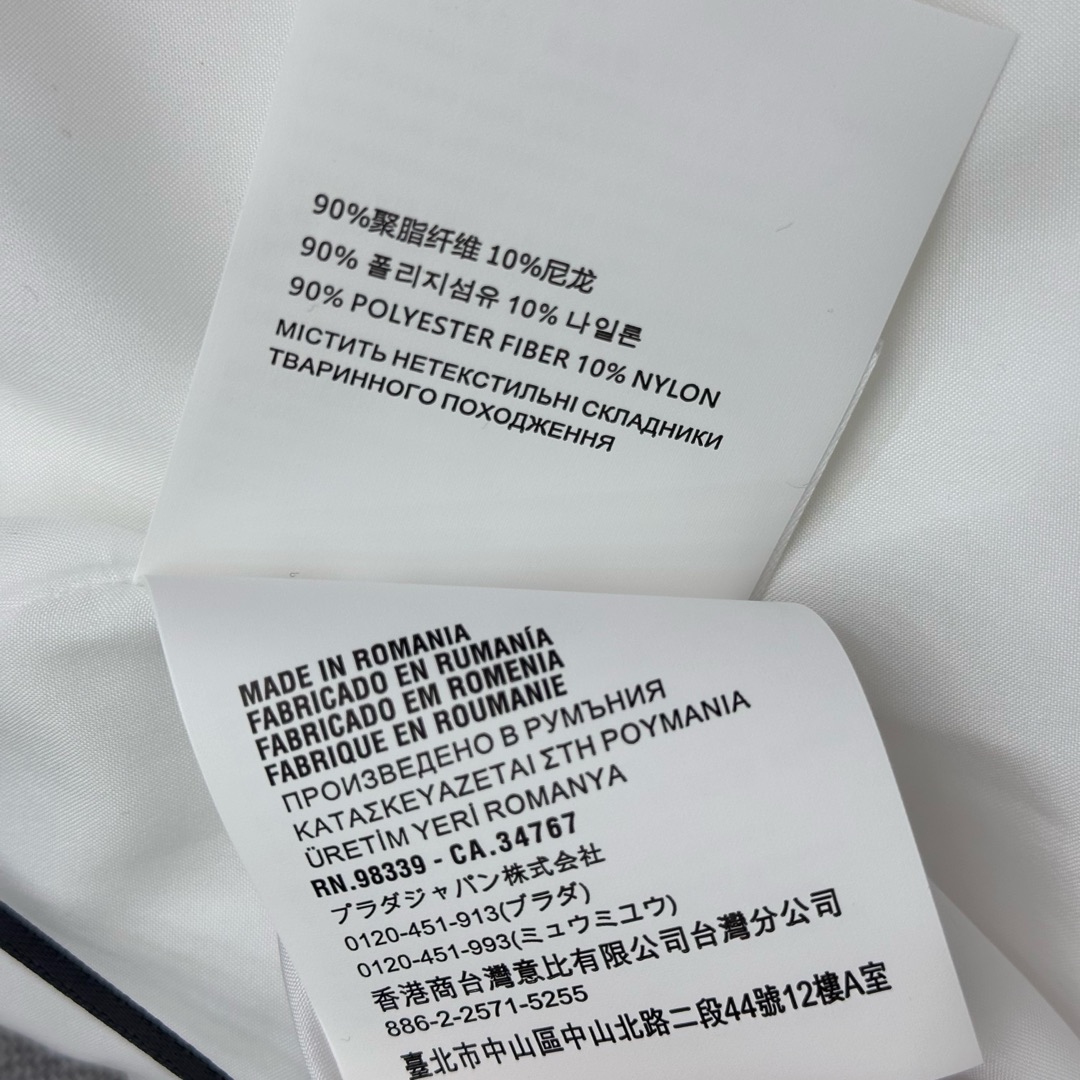 90%聚脂纤维 10%尼龙
90% 폴리지섬유 10% 나일론
90% POLYESTER FIBER 10% NYLON
МІСТИТЬ НЕТЕКСТИЛЬНІ СКЛАДНИКИ
ТВАРИННОГО ПОХОДЖЕННЯ
MADE IN ROMANIA
FABRICADO EN RUMANÍA
FABRICADO EM ROMENIA
FABRIQUE EN ROUMANIE
ПРОИЗВЕДЕНО В РУМЪНИЯ
ΚΑΤΑΣΚΕΥΑΖΕΤΑΙ ΣΤΗ ΡΟΥΜΑΝΙΑ
ÜRETİM YERİ ROMANYA
RN.98339 - CA.34767
プラダジャパン株式会社
0120-451-913(プラダ)
0120-451-993(ミュウミユウ)
香港商台灣意比有限公司台灣分公司
886-2-2571-5255
臺北市中山區中山北路二段44號12樓A室